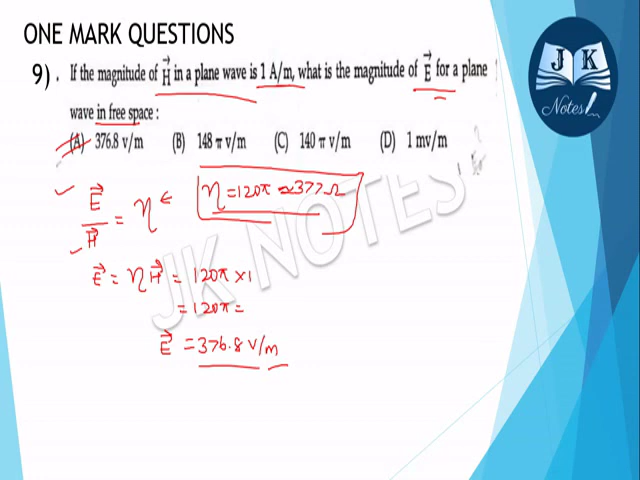 ONE MARK QUESTIONS
9) . If the magnitude of H⃗ in a plane wave is 1 A/m, what is the magnitude of E⃗ for a plane
wave in free space :
(A) 376.8 v/m (B) 148 π v/m (C) 140 π v/m (D) 1 mv/m
J K
Notes
E⃗/H⃗ = η
η = 120π ≈ 377Ω
E⃗ = ηH⃗ = 120π × 1
= 120π =
E⃗ = 376.8 V/m
JK NOTES